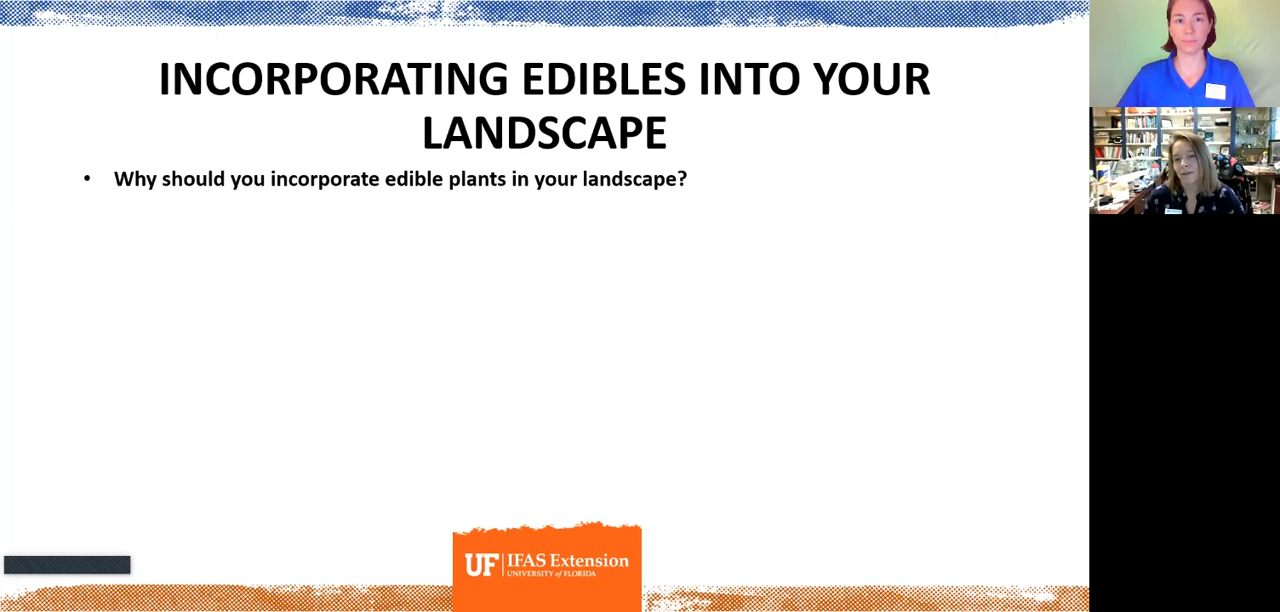 INCORPORATING EDIBLES INTO YOUR
LANDSCAPE
• Why should you incorporate edible plants in your landscape?
UF IFAS Extension
UNIVERSITY of FLORIDA